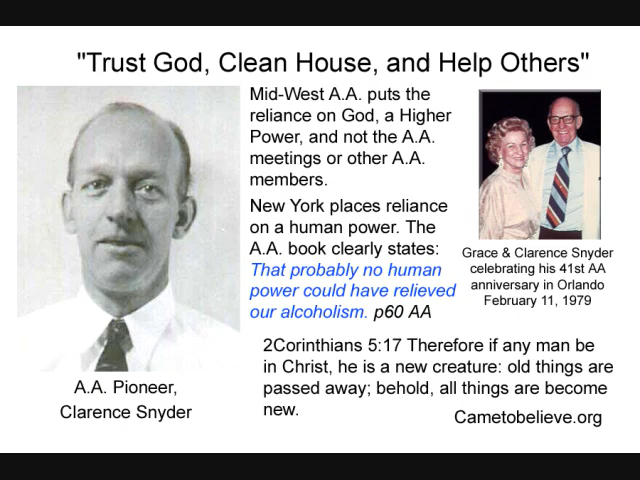 "Trust God, Clean House, and Help Others"
Mid-West A.A. puts the
reliance on God, a Higher
Power, and not the A.A.
meetings or other A.A.
members.
New York places reliance
on a human power. The
A.A. book clearly states:
That probably no human
power could have relieved
our alcoholism. p60 AA
Grace & Clarence Snyder
celebrating his 41st AA
anniversary in Orlando
February 11, 1979
A.A. Pioneer,
Clarence Snyder
2Corinthians 5:17 Therefore if any man be
in Christ, he is a new creature: old things are
passed away; behold, all things are become
new.
Cametobelieve.org